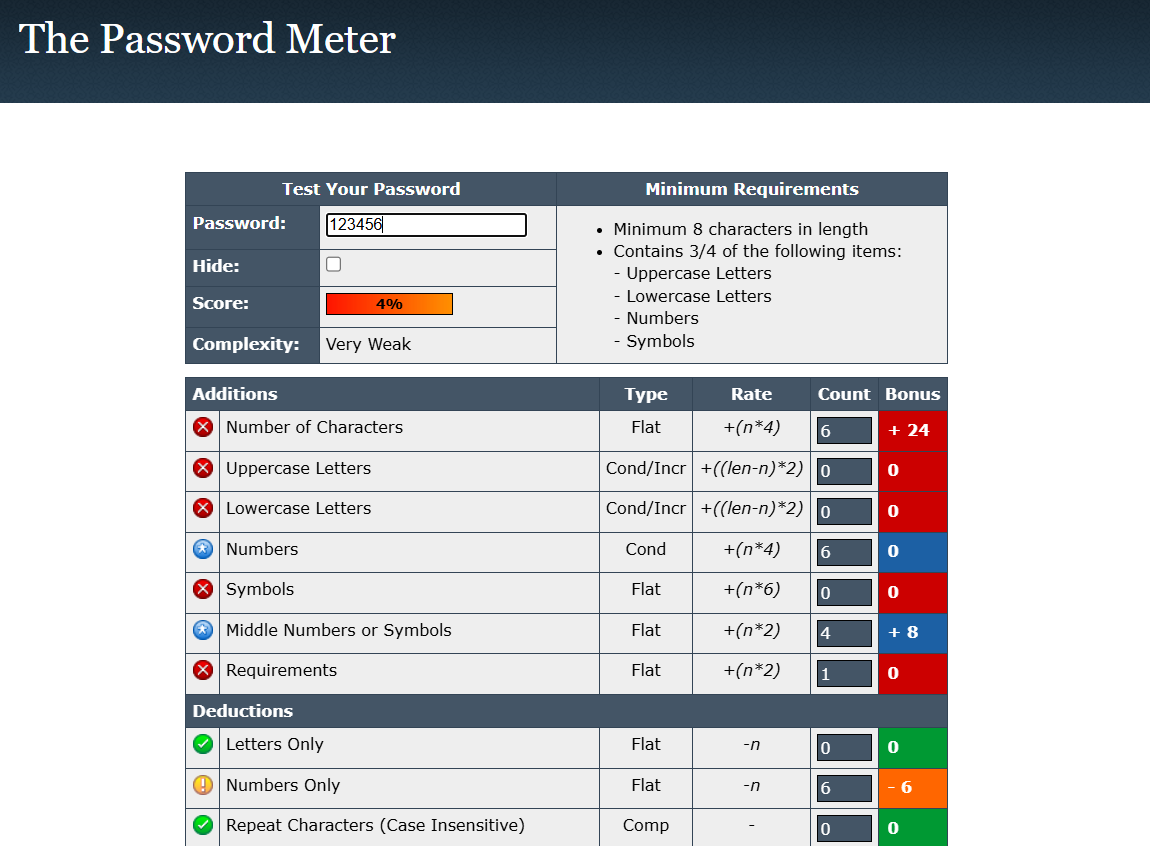 The Password Meter
Test Your Password Minimum Requirements
Password: 123456
Hide:
Score: 4%
Complexity: Very Weak
• Minimum 8 characters in length
• Contains 3/4 of the following items:
- Uppercase Letters
- Lowercase Letters
- Numbers
- Symbols
Additions Type Rate Count Bonus
Number of Characters Flat +(n*4) 6 + 24
Uppercase Letters Cond/Incr +((len-n)*2) 0 0
Lowercase Letters Cond/Incr +((len-n)*2) 0 0
Numbers Cond +(n*4) 6 0
Symbols Flat +(n*6) 0 0
Middle Numbers or Symbols Flat +(n*2) 4 + 8
Requirements Flat +(n*2) 1 0
Deductions
Letters Only Flat -n 0 0
Numbers Only Flat -n 6 - 6
Repeat Characters (Case Insensitive) Comp - 0 0